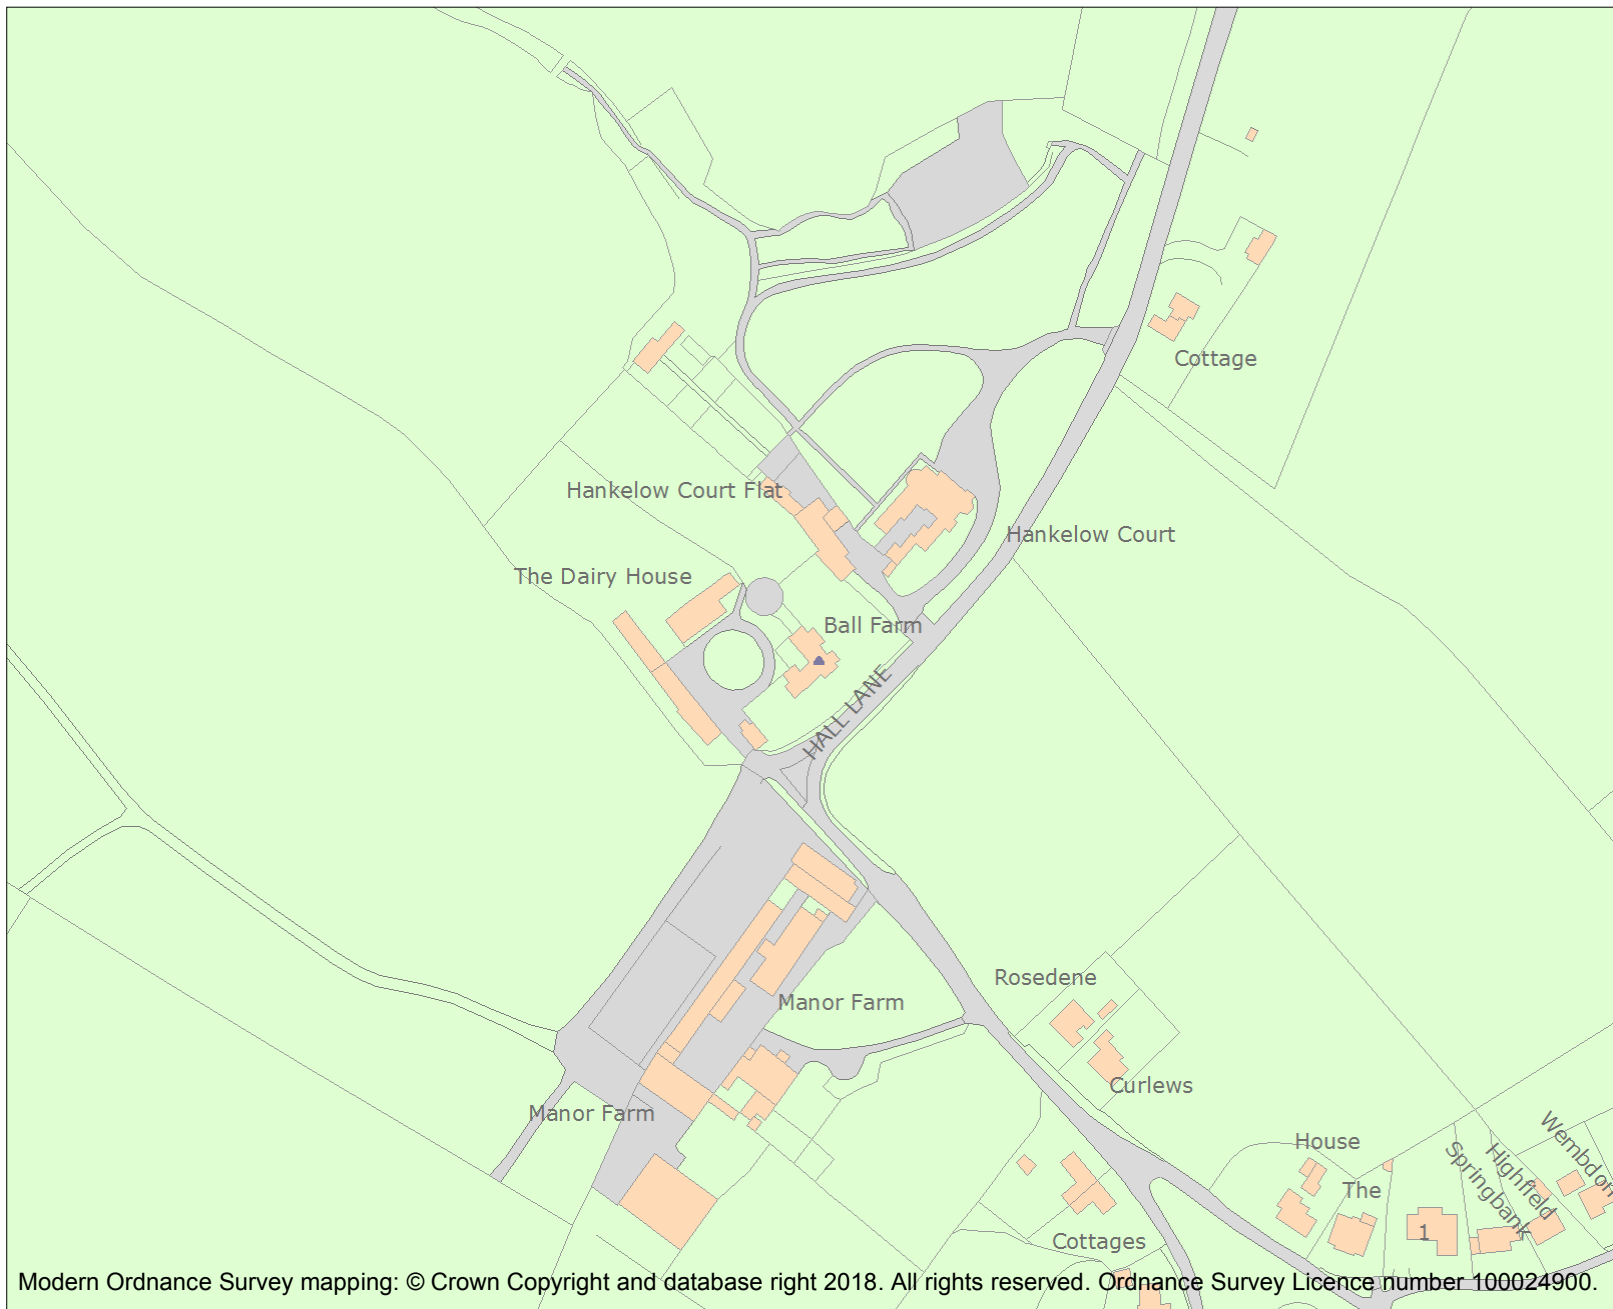 Cottage
Hankelow Court Flat
Hankelow Court
The Dairy House
Ball Farm
HALL LANE
Rosedene
Manor Farm
Curlews
Manor Farm
House
The
Wembdon
Highfield
Springbank
1
Cottages
Modern Ordnance Survey mapping: © Crown Copyright and database right 2018. All rights reserved. Ordnance Survey Licence number 100024900.